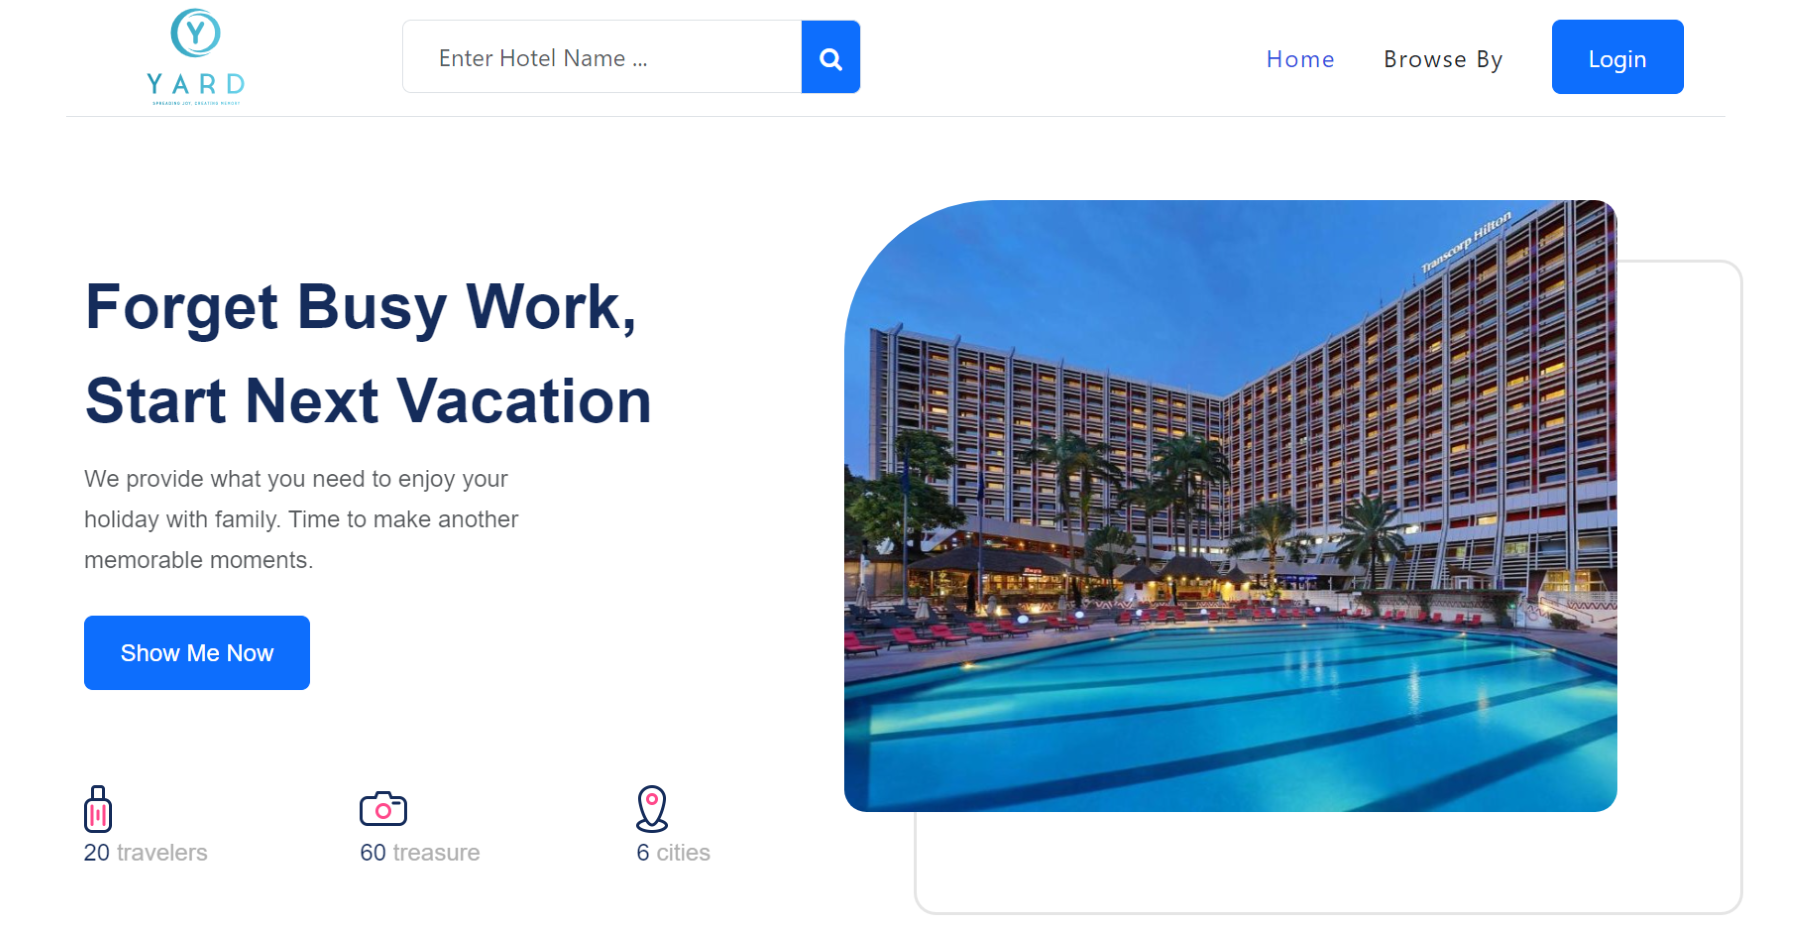 Y
YARD
SPREADING JOY, CREATING MEMORY
Enter Hotel Name ...
Home
Browse By
Login
Transcorp Hilton
Forget Busy Work,
Start Next Vacation
We provide what you need to enjoy your
holiday with family. Time to make another
memorable moments.
Show Me Now
20 travelers
60 treasure
6 cities